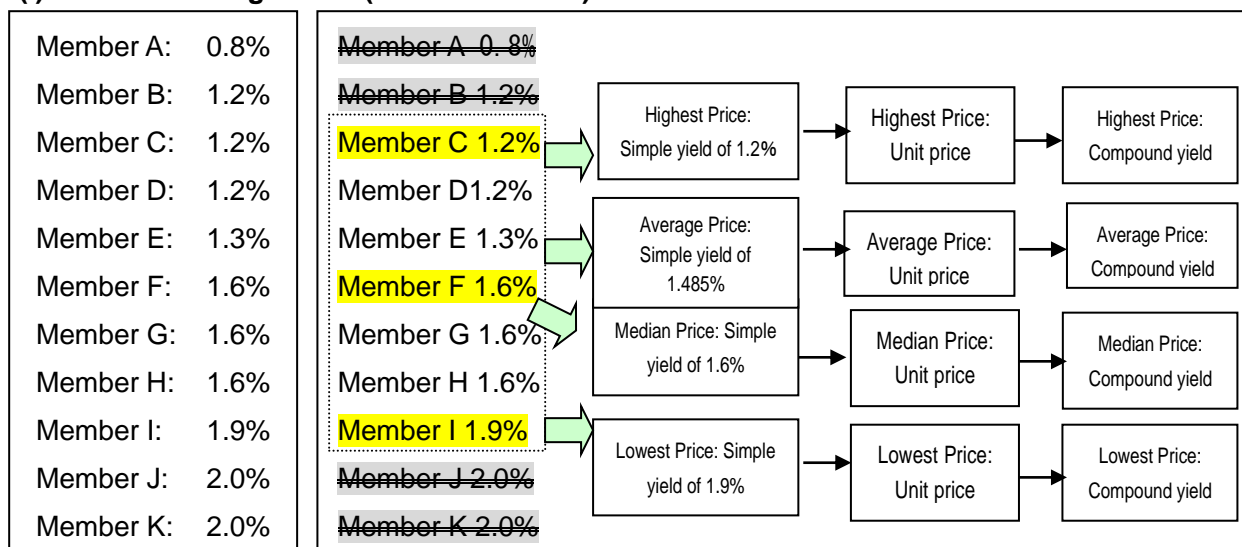 Member A: 0.8%
Member B: 1.2%
Member C: 1.2%
Member D: 1.2%
Member E: 1.3%
Member F: 1.6%
Member G: 1.6%
Member H: 1.6%
Member I: 1.9%
Member J: 2.0%
Member K: 2.0%
Member A 0.8%
Member B 1.2%
Member C 1.2%
Member D1.2%
Member E 1.3%
Member F 1.6%
Member G 1.6%
Member H 1.6%
Member I 1.9%
Member J 2.0%
Member K 2.0%
Highest Price:
Simple yield of 1.2%
Highest Price:
Unit price
Highest Price:
Compound yield
Average Price:
Simple yield of
1.485%
Average Price:
Unit price
Average Price:
Compound yield
Median Price: Simple
yield of 1.6%
Median Price:
Unit price
Median Price:
Compound yield
Lowest Price: Simple
yield of 1.9%
Lowest Price:
Unit price
Lowest Price:
Compound yield